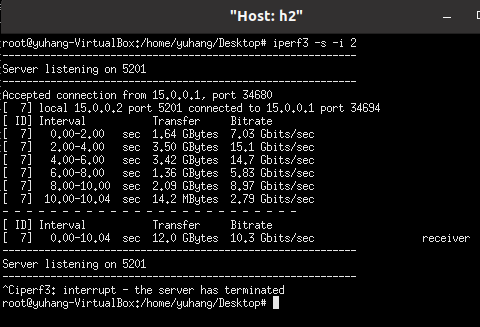 "Host: h2"
root@yuhang-VirtualBox:/home/yuhang/Desktop# iperf3 -s -i 2
-----------------------------------------------------------
Server listening on 5201
-----------------------------------------------------------
Accepted connection from 15.0.0.1, port 34680
[  7] local 15.0.0.2 port 5201 connected to 15.0.0.1 port 34694
[ ID] Interval           Transfer     Bitrate
[  7]   0.00-2.00   sec  1.64 GBytes  7.03 Gbits/sec
[  7]   2.00-4.00   sec  3.50 GBytes  15.1 Gbits/sec
[  7]   4.00-6.00   sec  3.42 GBytes  14.7 Gbits/sec
[  7]   6.00-8.00   sec  1.36 GBytes  5.83 Gbits/sec
[  7]   8.00-10.00  sec  2.09 GBytes  8.97 Gbits/sec
[  7]  10.00-10.04  sec  14.2 MBytes  2.79 Gbits/sec
- - - - - - - - - - - - - - - - - - - - - - - - -
[ ID] Interval           Transfer     Bitrate
[  7]   0.00-10.04  sec  12.0 GBytes  10.3 Gbits/sec                  receiver
-----------------------------------------------------------
Server listening on 5201
-----------------------------------------------------------
^Ciperf3: interrupt - the server has terminated
root@yuhang-VirtualBox:/home/yuhang/Desktop#